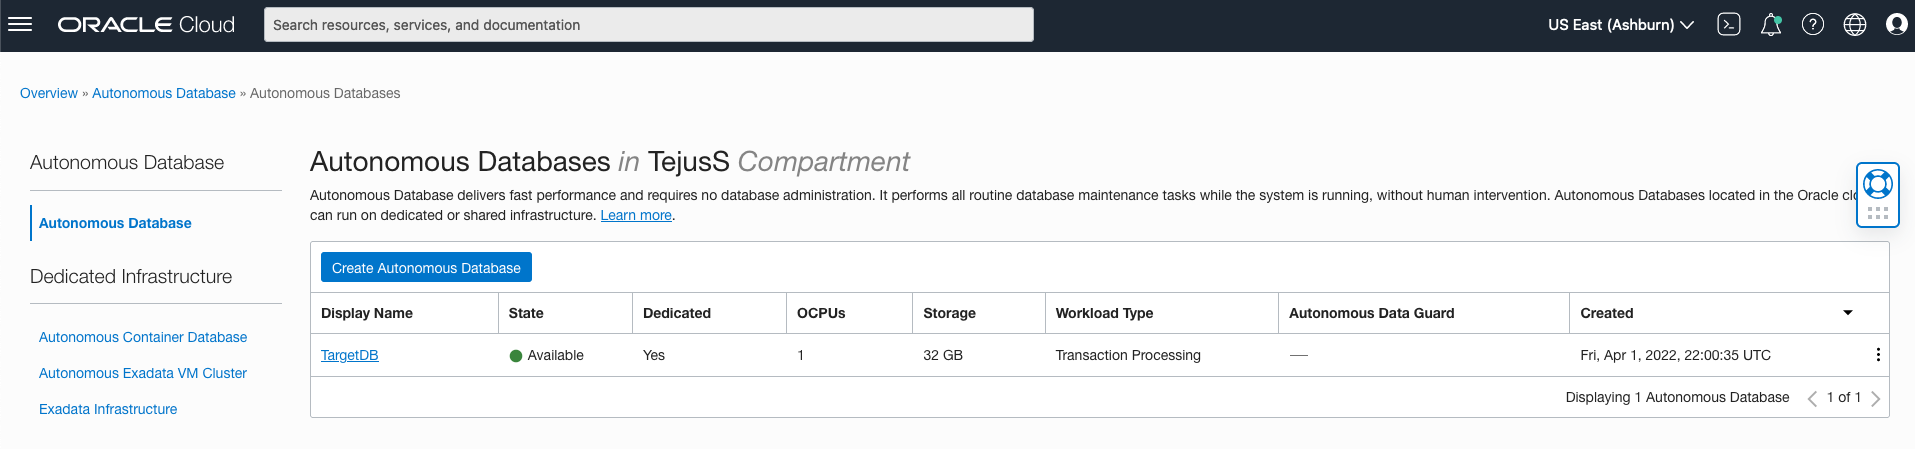 ORACLE Cloud
Search resources, services, and documentation
US East (Ashburn)
Overview » Autonomous Database » Autonomous Databases
Autonomous Database
Autonomous Database
Dedicated Infrastructure
Autonomous Container Database
Autonomous Exadata VM Cluster
Exadata Infrastructure
Autonomous Databases in TejusS Compartment
Autonomous Database delivers fast performance and requires no database administration. It performs all routine database maintenance tasks while the system is running, without human intervention. Autonomous Databases located in the Oracle clo
can run on dedicated or shared infrastructure. Learn more.
Create Autonomous Database
Display Name State Dedicated OCPUs Storage Workload Type Autonomous Data Guard Created
TargetDB Available Yes 1 32 GB Transaction Processing — Fri, Apr 1, 2022, 22:00:35 UTC
Displaying 1 Autonomous Database 1 of 1